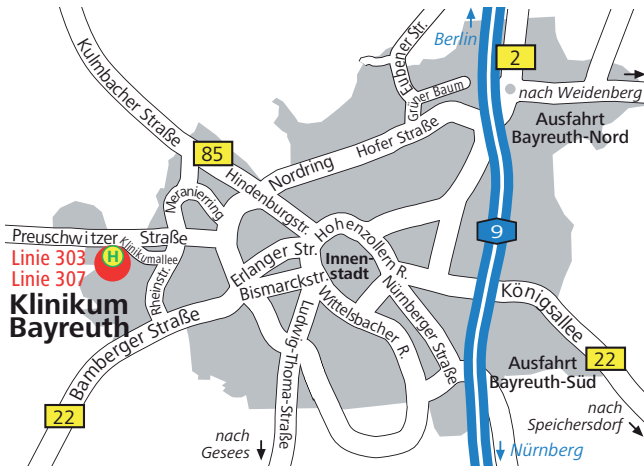 Berlin
2
Eubener Str.
Kulmbacher Straße
Grüner Baum
nach Weidenberg
Ausfahrt
Bayreuth-Nord
Hofer Straße
85
Nordring
Hindenburgstr.
Meranierring
Hohenzollern R.
9
Preuschwitzer Straße
Klinikumallee
H
Linie 303
Linie 307
Klinikum
Bayreuth
Rheinstr.
Erlanger Str.
Innen-
stadt
Bismarckstr.
Königsallee
Wittelsbacher R.
Nürnberger Straße
Ludwig-Thoma-Straße
Bamberger Straße
22
Ausfahrt
Bayreuth-Süd
22
nach
Speichersdorf
nach
Gesees
Nürnberg